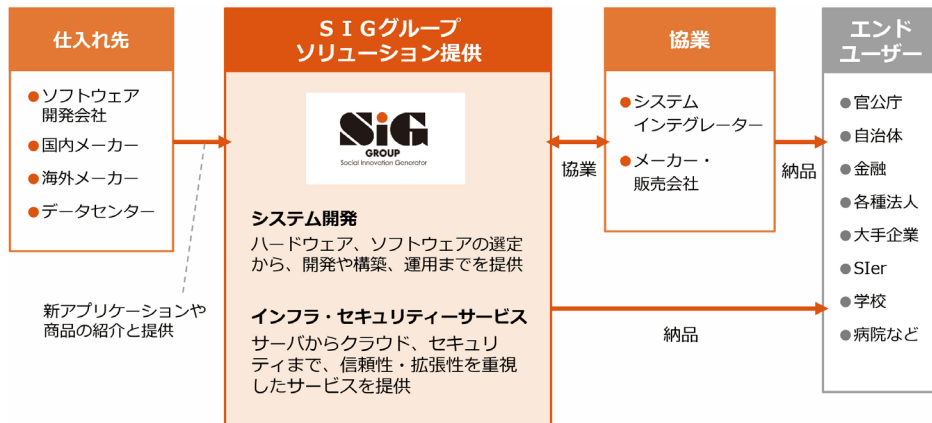 仕入れ先
●ソフトウェア
開発会社
●国内メーカー
●海外メーカー
●データセンター
新アプリケーションや
商品の紹介と提供
ＳＩＧグループ
ソリューション提供
SiG
GROUP
Social Innovation Generator
システム開発
ハードウェア、ソフトウェアの選定
から、開発や構築、運用までを提供
インフラ・セキュリティーサービス
サーバからクラウド、セキュリ
ティまで、信頼性・拡張性を重視
したサービスを提供
協業
協業
●システム
インテグレーター
●メーカー・
販売会社
納品
納品
エンド
ユーザー
●官公庁
●自治体
●金融
●各種法人
●大手企業
●SIer
●学校
●病院など